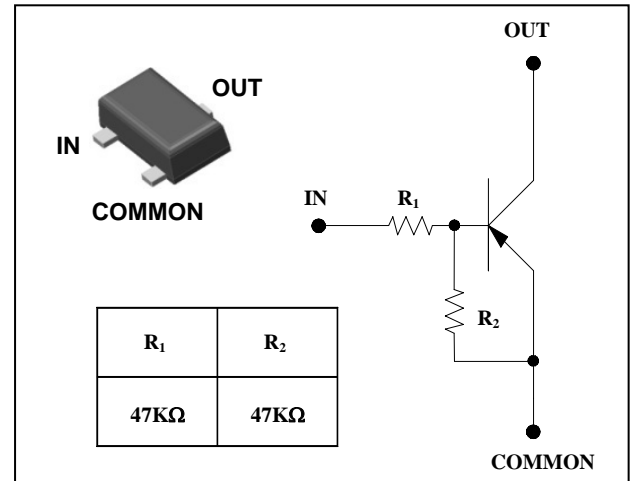 OUT
OUT
IN
COMMON
IN
R₁
R₂
R₁ R₂
47KΩ 47KΩ
COMMON